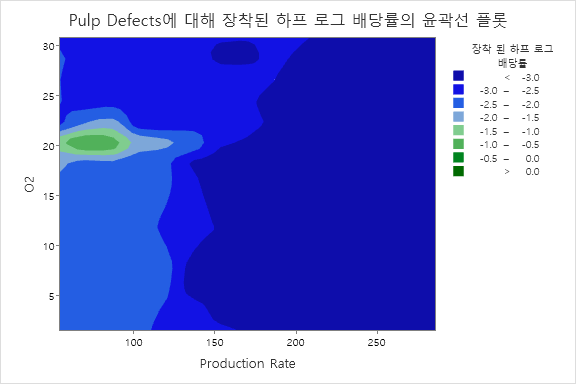 Pulp Defects에 대해 장착된 하프 로그 배당률의 윤곽선 플롯
장착 된 하프 로그
배당률
< -3.0
-3.0 – -2.5
-2.5 – -2.0
-2.0 – -1.5
-1.5 – -1.0
-1.0 – -0.5
-0.5 – 0.0
> 0.0
30
25
20
15
10
5
O2
100 150 200 250
Production Rate